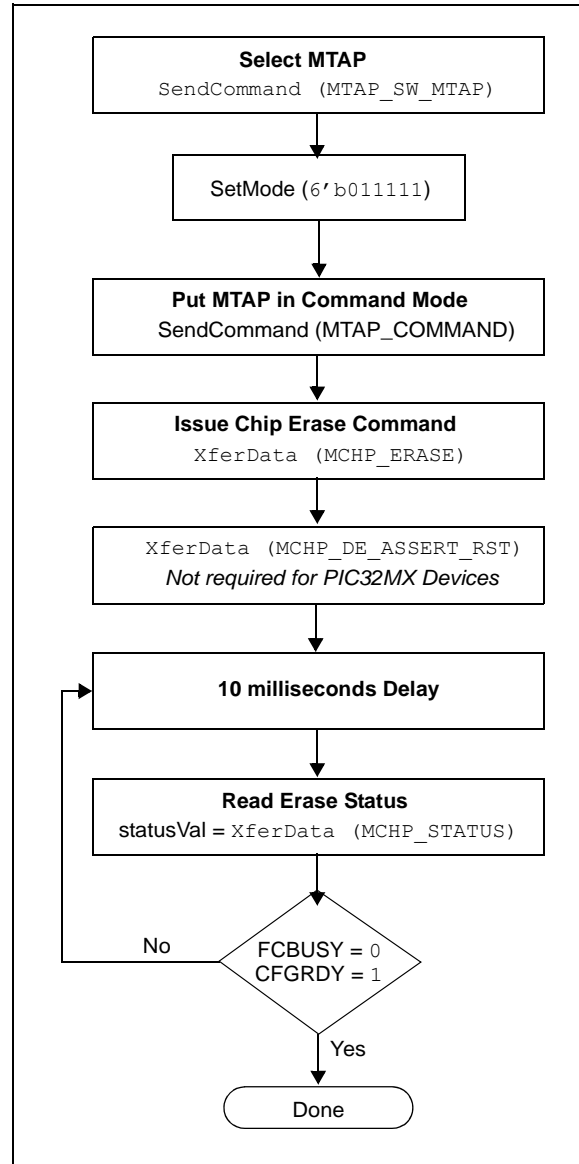 Select MTAP
SendCommand (MTAP_SW_MTAP)
SetMode (6’b011111)
Put MTAP in Command Mode
SendCommand (MTAP_COMMAND)
Issue Chip Erase Command
XferData (MCHP_ERASE)
XferData (MCHP_DE_ASSERT_RST)
Not required for PIC32MX Devices
10 milliseconds Delay
Read Erase Status
statusVal = XferData (MCHP_STATUS)
No
FCBUSY = 0
CFGRDY = 1
Yes
Done